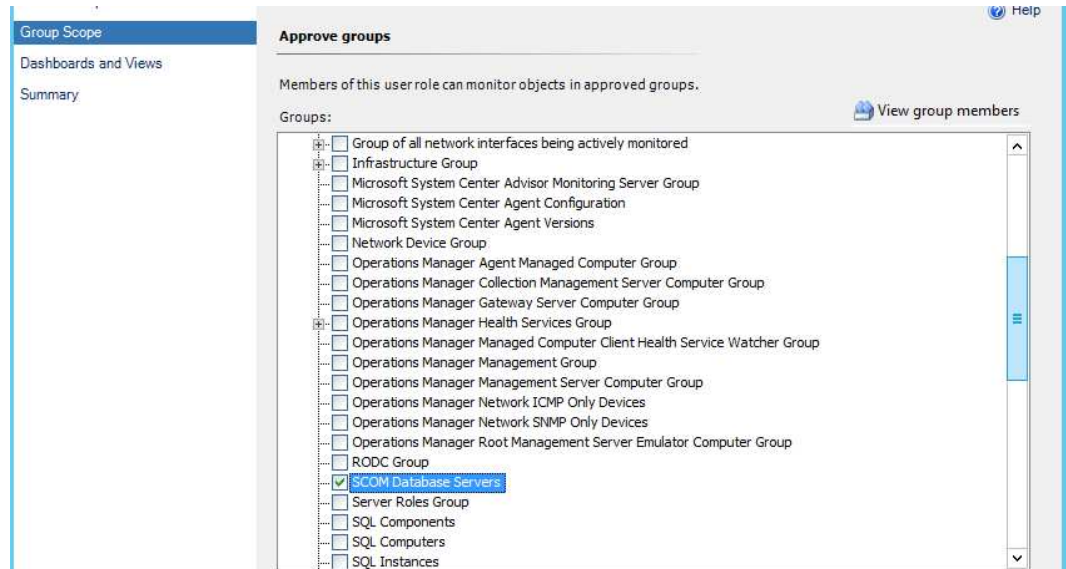 Help
Group Scope
Approve groups
Dashboards and Views
Members of this user role can monitor objects in approved groups.
Summary
View group members
Groups:
Group of all network interfaces being actively monitored
Infrastructure Group
Microsoft System Center Advisor Monitoring Server Group
Microsoft System Center Agent Configuration
Microsoft System Center Agent Versions
Network Device Group
Operations Manager Agent Managed Computer Group
Operations Manager Collection Management Server Computer Group
Operations Manager Gateway Server Computer Group
Operations Manager Health Services Group
Operations Manager Managed Computer Client Health Service Watcher Group
Operations Manager Management Group
Operations Manager Management Server Computer Group
Operations Manager Network ICMP Only Devices
Operations Manager Network SNMP Only Devices
Operations Manager Root Management Server Emulator Computer Group
RODC Group
SCOM Database Servers
Server Roles Group
SQL Components
SQL Computers
SQL Instances